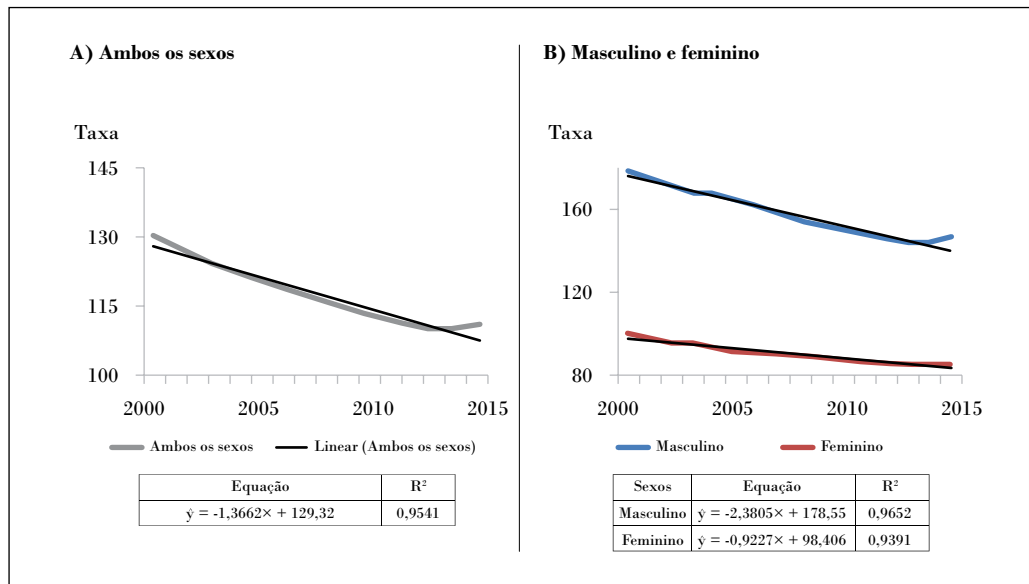 A) Ambos os sexos
Taxa
145
130
115
100
2000 2005 2010 2015
Ambos os sexos Linear (Ambos os sexos)
Equação R²
ŷ = -1,3662× + 129,32 0,9541
B) Masculino e feminino
Taxa
160
120
80
2000 2005 2010 2015
Masculino Feminino
Sexos Equação R²
Masculino ŷ = -2,3805× + 178,55 0,9652
Feminino ŷ = -0,9227× + 98,406 0,9391